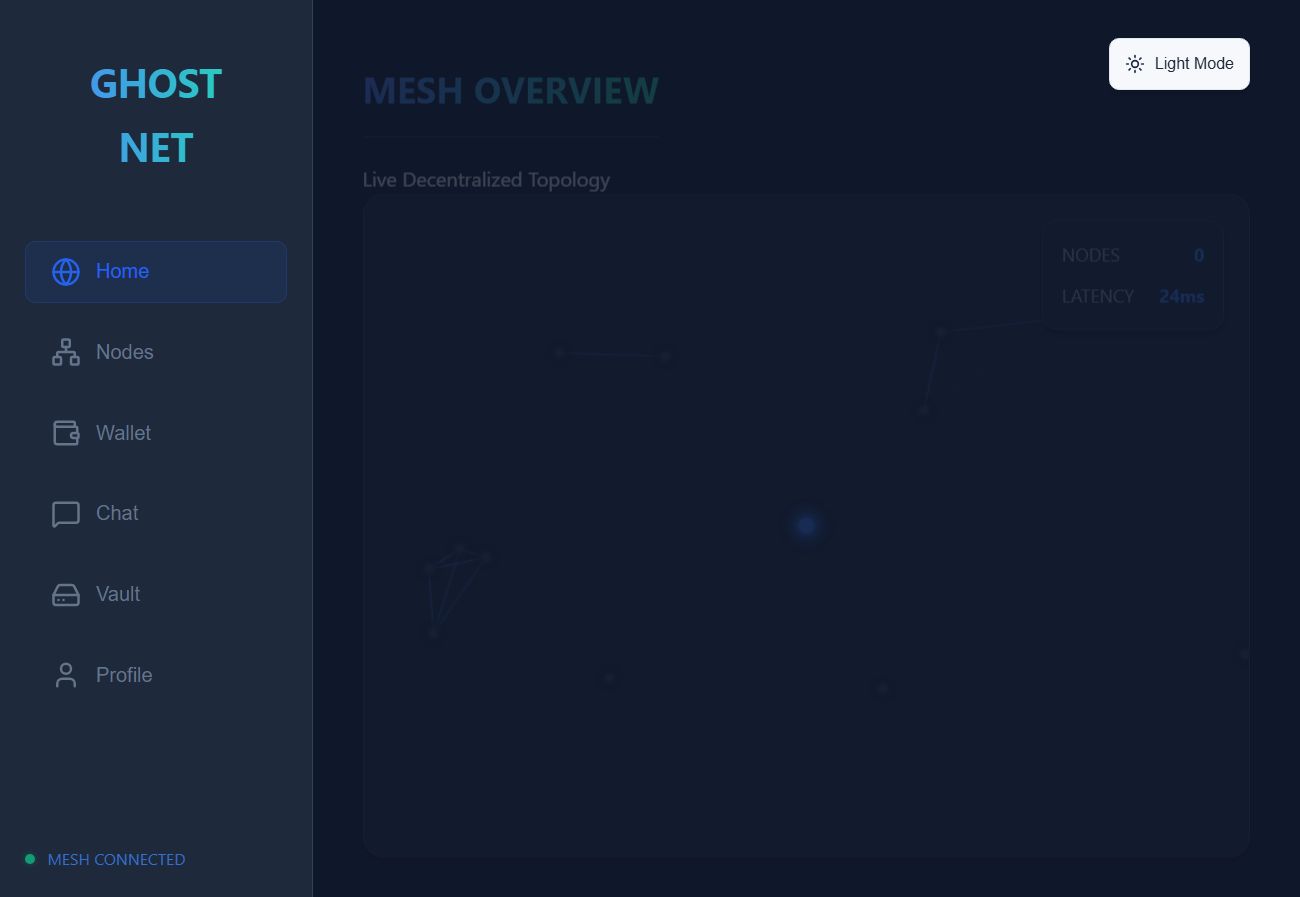 GHOST
NET
Home
Nodes
Wallet
Chat
Vault
Profile
MESH CONNECTED
Light Mode
MESH OVERVIEW
Live Decentralized Topology
NODES 0
LATENCY 24ms